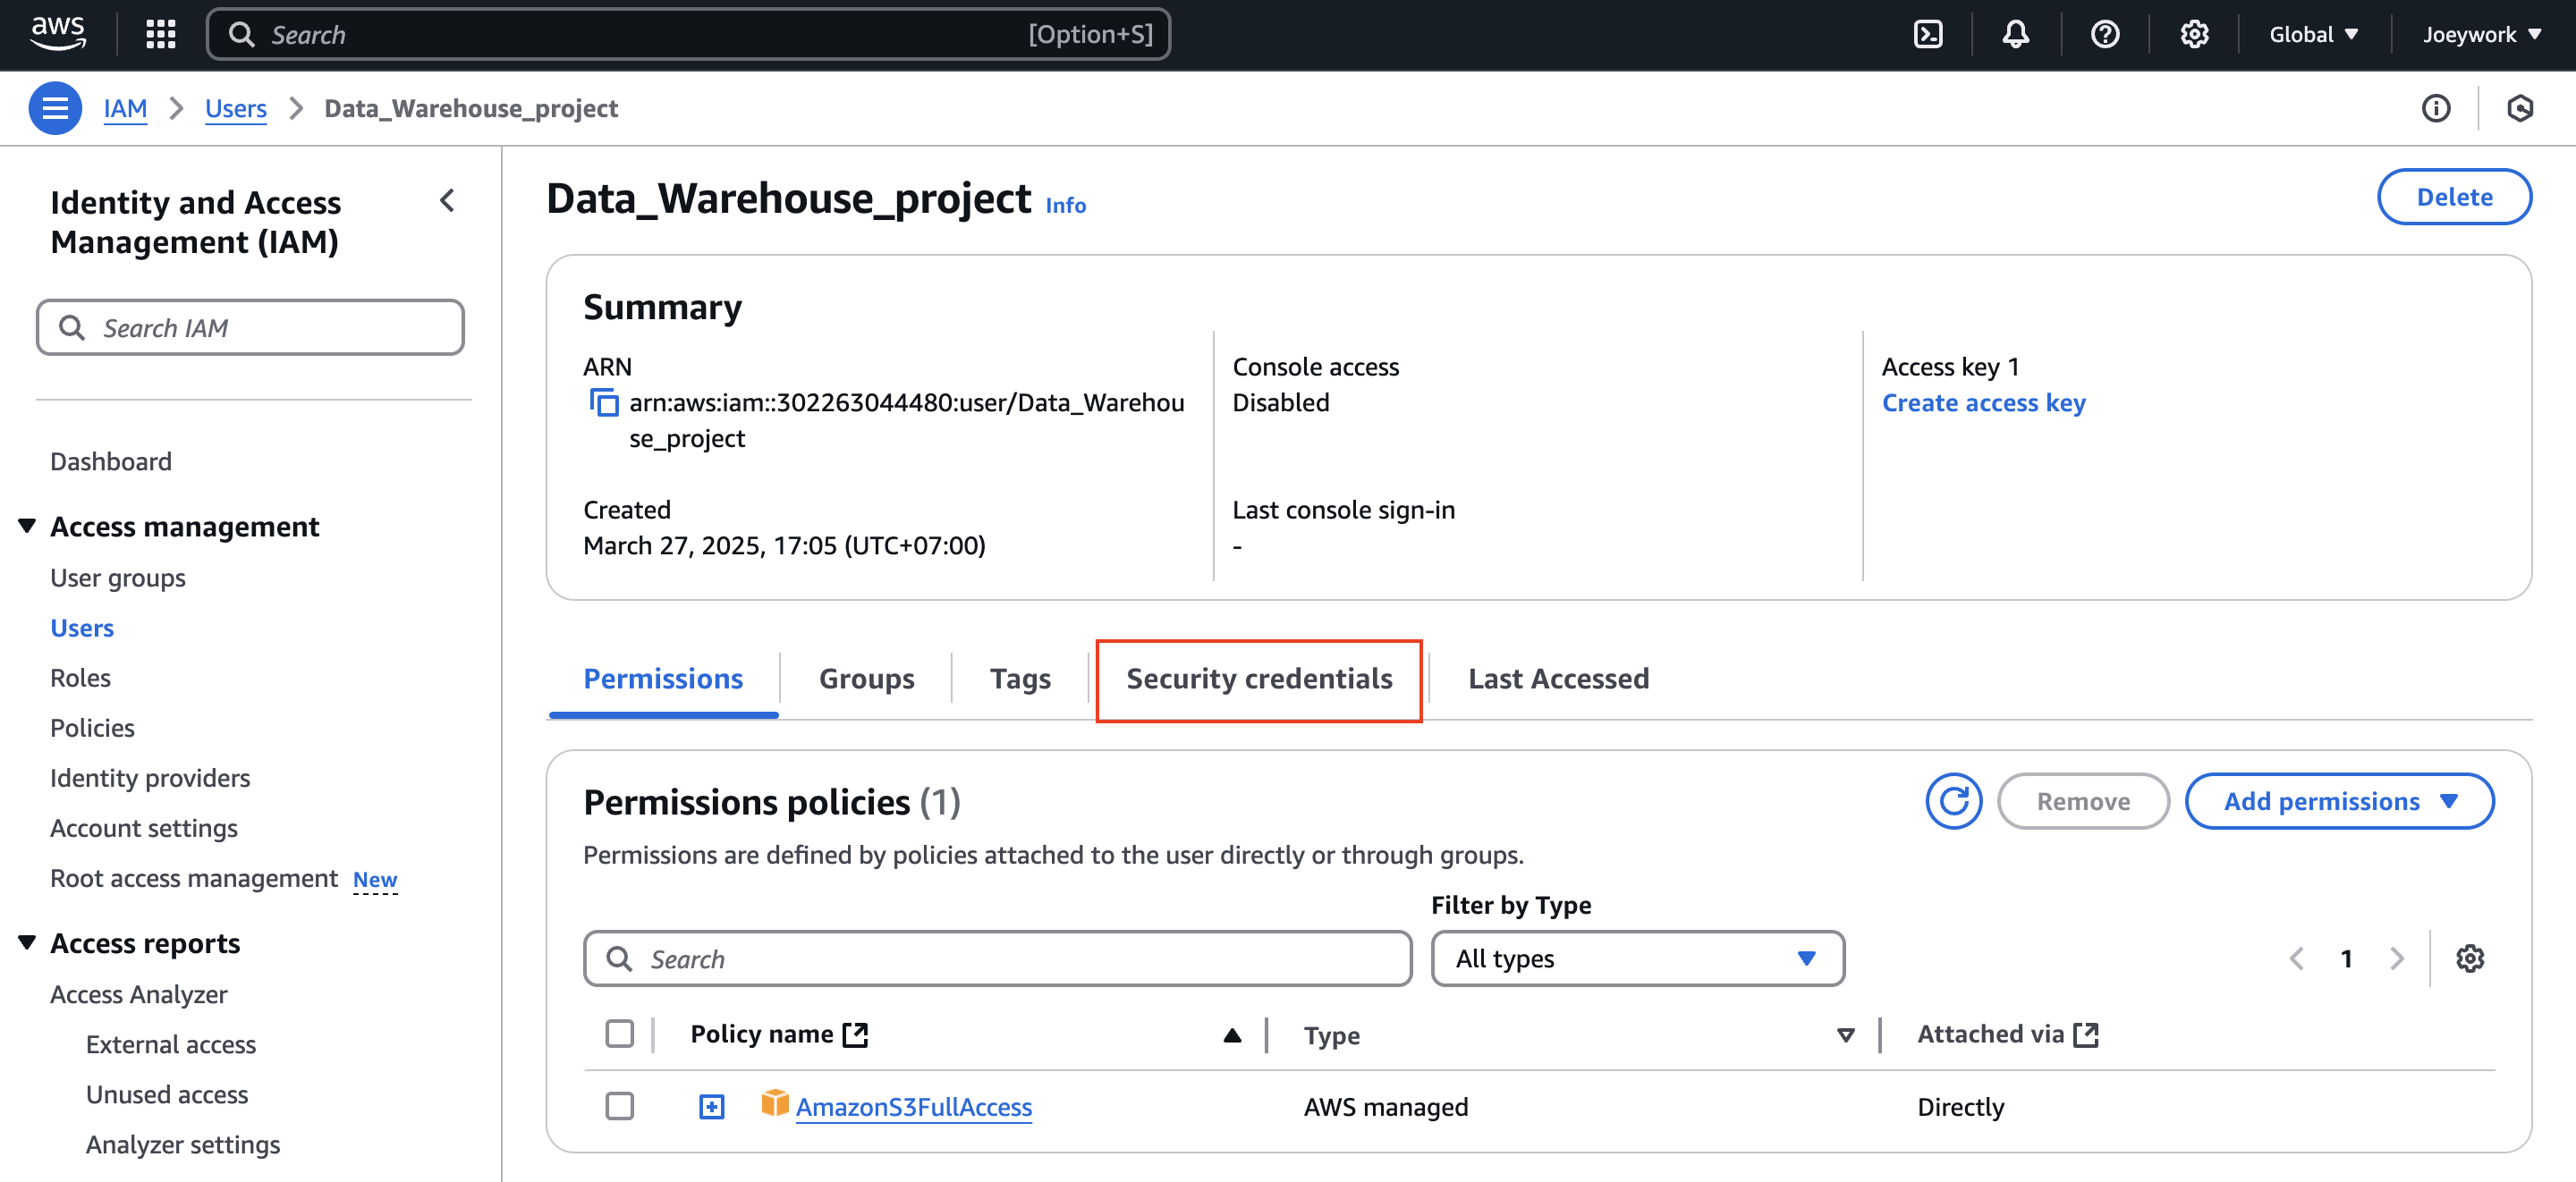 aws
Search [Option+S]
Global
Joeywork
IAM
Users
Data_Warehouse_project
Identity and Access
Management (IAM)
Search IAM
Dashboard
Access management
User groups
Users
Roles
Policies
Identity providers
Account settings
Root access management New
Access reports
Access Analyzer
External access
Unused access
Analyzer settings
Data_Warehouse_project Info
Delete
Summary
ARN
arn:aws:iam::302263044480:user/Data_Warehou
se_project
Console access
Disabled
Access key 1
Create access key
Created
March 27, 2025, 17:05 (UTC+07:00)
Last console sign-in
-
Permissions
Groups
Tags
Security credentials
Last Accessed
Permissions policies (1)
Remove
Add permissions
Permissions are defined by policies attached to the user directly or through groups.
Filter by Type
Search
All types
1
Policy name
Type
Attached via
AmazonS3FullAccess
AWS managed
Directly